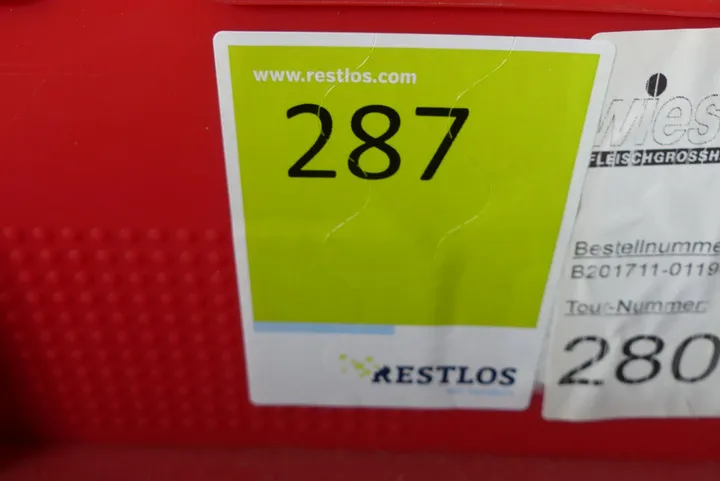 www.restlos.com
287
RESTLOS
wies
FLEISCHGROSSH
Bestellnumme
B201711-0119
Tour-Nummer:
280